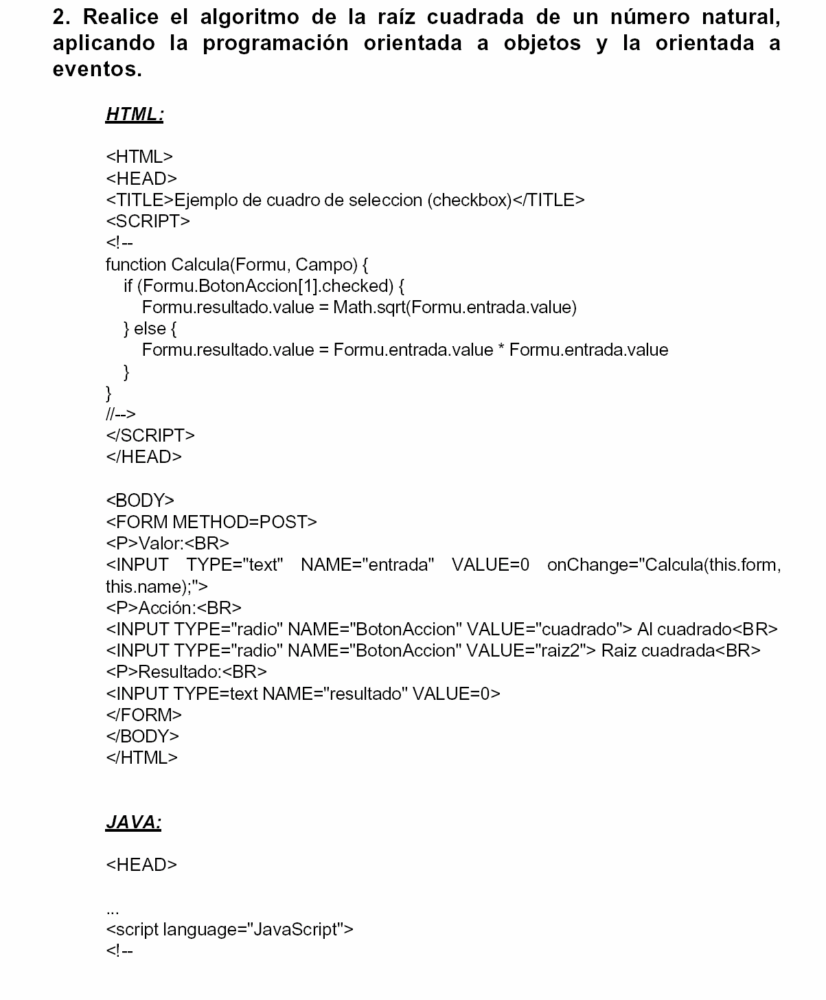 2. Realice el algoritmo de la raíz cuadrada de un número natural,
aplicando la programación orientada a objetos y la orientada a
eventos.
HTML:
<HTML>
<HEAD>
<TITLE>Ejemplo de cuadro de seleccion (checkbox)</TITLE>
<SCRIPT>
<!--
function Calcula(Formu, Campo) {
if (Formu.BotonAccion[1].checked) {
Formu.resultado.value = Math.sqrt(Formu.entrada.value)
} else {
Formu.resultado.value = Formu.entrada.value * Formu.entrada.value
}
}
//-->
</SCRIPT>
</HEAD>
<BODY>
<FORM METHOD=POST>
<P>Valor:<BR>
<INPUT TYPE="text" NAME="entrada" VALUE=0 onChange="Calcula(this.form,
this.name);">
<P>Acción:<BR>
<INPUT TYPE="radio" NAME="BotonAccion" VALUE="cuadrado"> Al cuadrado<BR>
<INPUT TYPE="radio" NAME="BotonAccion" VALUE="raiz2"> Raiz cuadrada<BR>
<P>Resultado:<BR>
<INPUT TYPE=text NAME="resultado" VALUE=0>
</FORM>
</BODY>
</HTML>
JAVA:
<HEAD>
...
<script language="JavaScript">
<!--